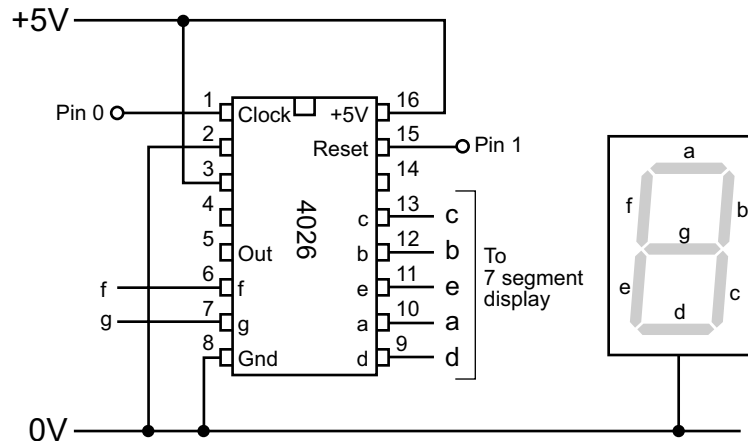 +5V
Pin 0
1
Clock
2
3
4
5
Out
6
f
f
7
g
g
8
Gnd
4026
16
+5V
15
Reset
Pin 1
14
13
c
c
12
b
b
11
e
e
10
a
a
9
d
d
To
7 segment
display
a
f
b
g
e
c
d
0V